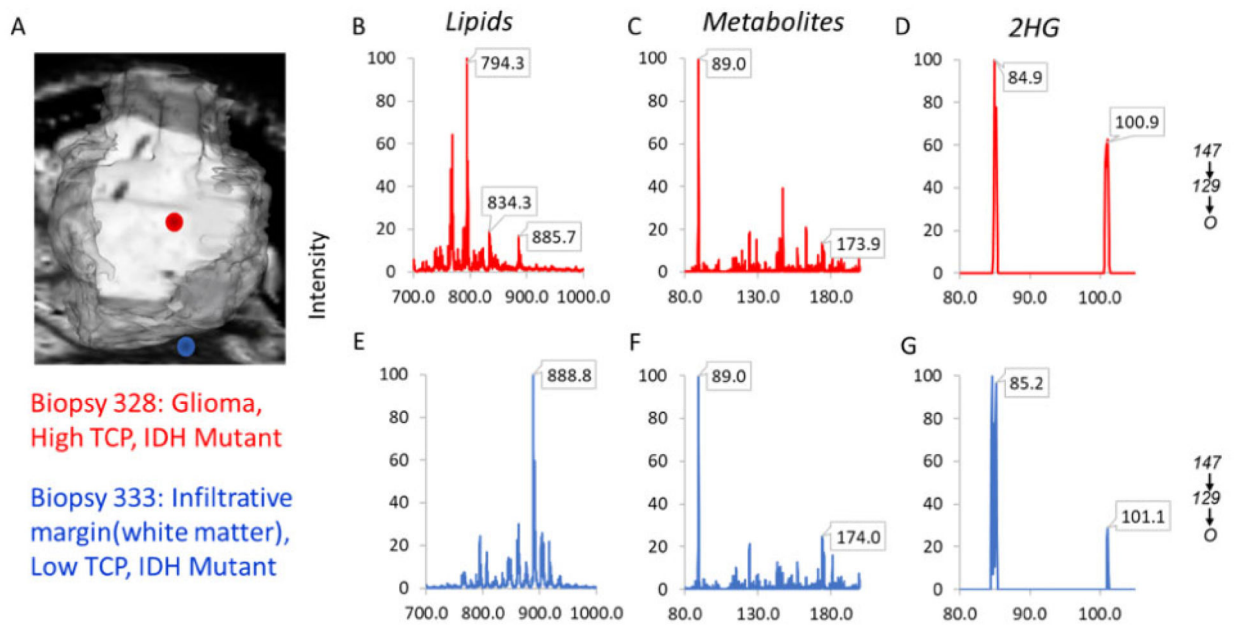 A
B
Lipids
C
Metabolites
D
2HG
Intensity
100
80
60
40
20
0
794.3
834.3
885.7
700.0 800.0 900.0 1000.0
100
80
60
40
20
0
89.0
173.9
80.0 130.0 180.0
100
80
60
40
20
0
84.9
100.9
80.0 90.0 100.0
147
129
O
Biopsy 328: Glioma,
High TCP, IDH Mutant
Biopsy 333: Infiltrative
margin(white matter),
Low TCP, IDH Mutant
E
100
80
60
40
20
0
888.8
700.0 800.0 900.0 1000.0
F
100
80
60
40
20
0
89.0
174.0
80.0 130.0 180.0
G
100
80
60
40
20
0
85.2
101.1
80.0 90.0 100.0
147
129
O